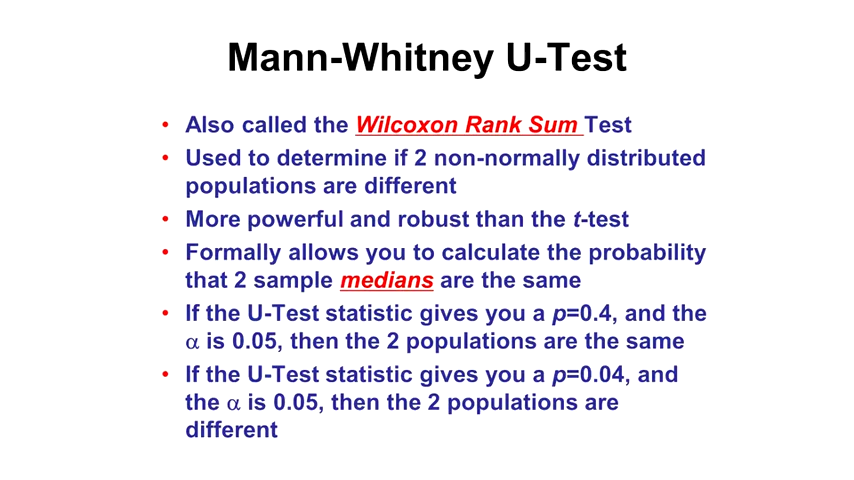 Mann-Whitney U-Test
• Also called the Wilcoxon Rank Sum Test
• Used to determine if 2 non-normally distributed
populations are different
• More powerful and robust than the t-test
• Formally allows you to calculate the probability
that 2 sample medians are the same
• If the U-Test statistic gives you a p=0.4, and the
α is 0.05, then the 2 populations are the same
• If the U-Test statistic gives you a p=0.04, and
the α is 0.05, then the 2 populations are
different